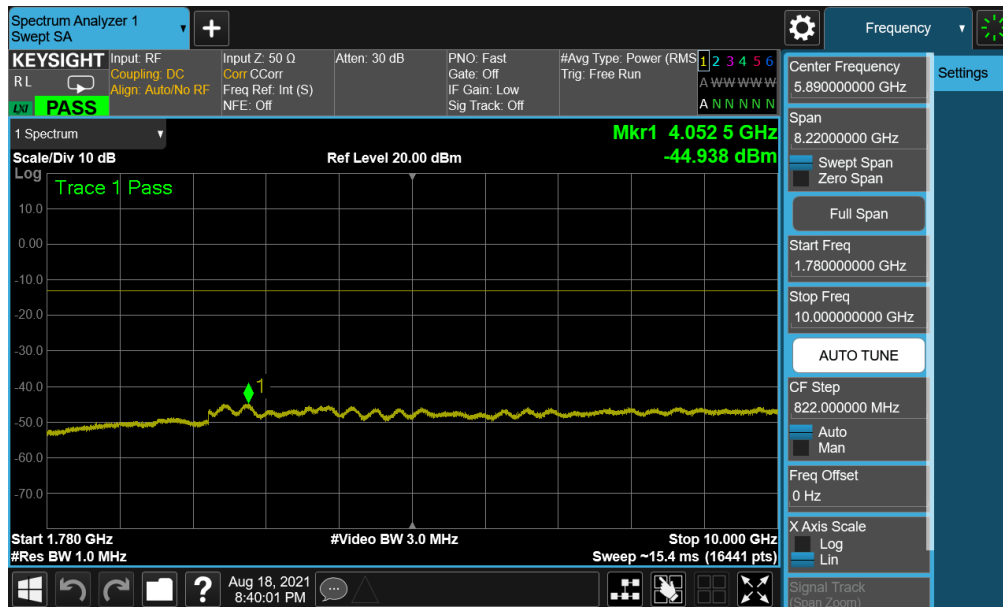 Spectrum Analyzer 1
Swept SA
+
Frequency
KEYSIGHT
RL
LXI PASS
Input: RF
Coupling: DC
Align: Auto/No RF
Input Z: 50 Ω
Corr CCorr
Freq Ref: Int (S)
NFE: Off
Atten: 30 dB
PNO: Fast
Gate: Off
IF Gain: Low
Sig Track: Off
#Avg Type: Power (RMS
Trig: Free Run
1 2 3 4 5 6
A W W W W W
A N N N N N
1 Spectrum
Mkr1 4.052 5 GHz
Scale/Div 10 dB
Ref Level 20.00 dBm
-44.938 dBm
Log
Trace 1 Pass
10.0
0.00
-10.0
-20.0
-30.0
-40.0
1
-50.0
-60.0
-70.0
Start 1.780 GHz
#Video BW 3.0 MHz
Stop 10.000 GHz
#Res BW 1.0 MHz
Sweep ~15.4 ms (16441 pts)
?
Aug 18, 2021
8:40:01 PM
Center Frequency
5.890000000 GHz
Settings
Span
8.22000000 GHz
Swept Span
Zero Span
Full Span
Start Freq
1.780000000 GHz
Stop Freq
10.000000000 GHz
AUTO TUNE
CF Step
822.000000 MHz
Auto
Man
Freq Offset
0 Hz
X Axis Scale
Log
Lin
Signal Track
(Span Zoom)